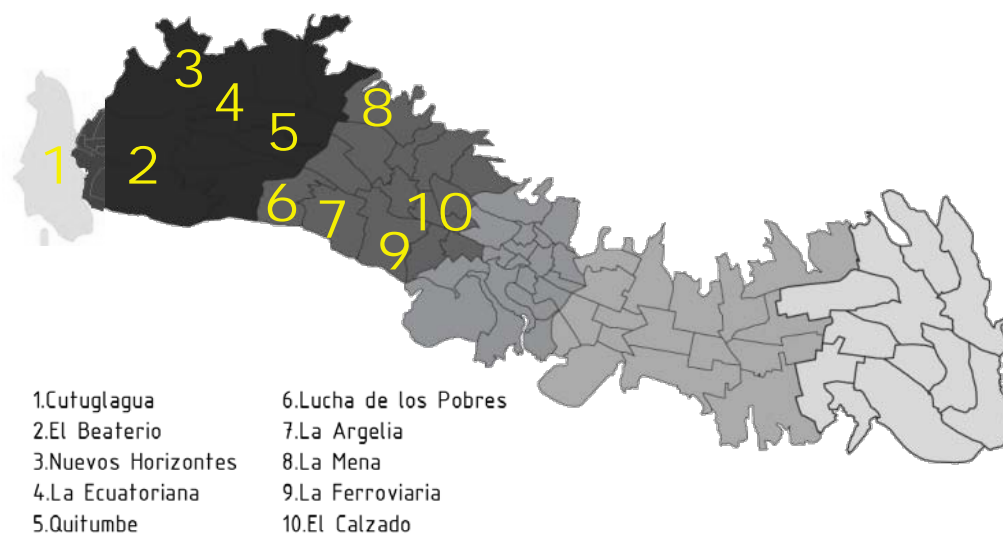 3
8
4
5
1
2
6
7
10
9
1.Cutuglagua
2.El Beaterio
3.Nuevos Horizontes
4.La Ecuatoriana
5.Quitumbe
6.Lucha de los Pobres
7.La Argelia
8.La Mena
9.La Ferroviaria
10.El Calzado